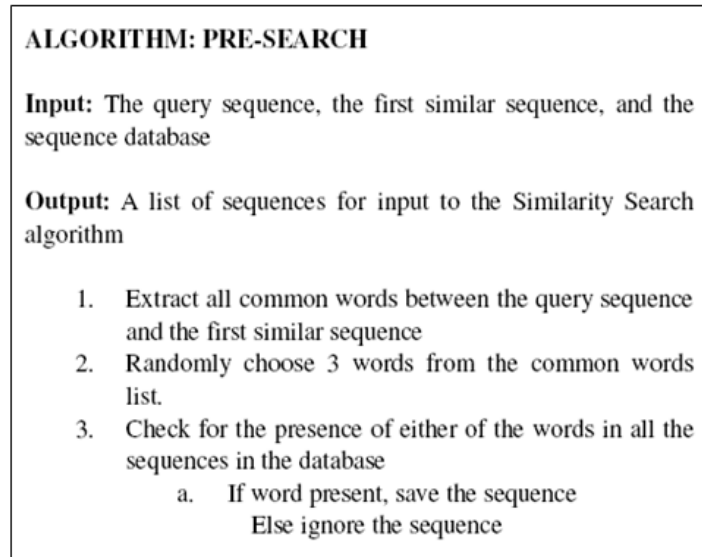 ALGORITHM: PRE-SEARCH
Input: The query sequence, the first similar sequence, and the
sequence database
Output: A list of sequences for input to the Similarity Search
algorithm
1. Extract all common words between the query sequence
and the first similar sequence
2. Randomly choose 3 words from the common words
list.
3. Check for the presence of either of the words in all the
sequences in the database
a. If word present, save the sequence
Else ignore the sequence